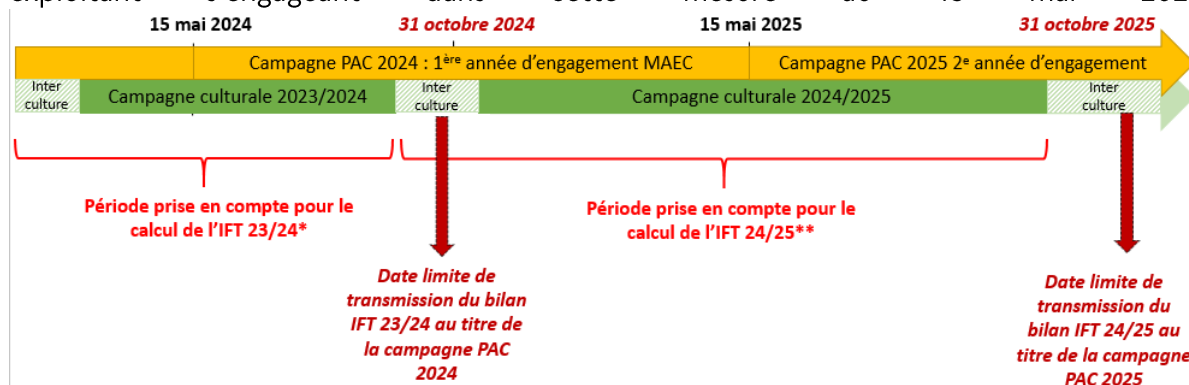 15 mai 2024
31 octobre 2024
15 mai 2025
31 octobre 2025
Campagne PAC 2024 : 1ère année d'engagement MAEC
Campagne PAC 2025 2e année d'engagement
Inter
culture
Campagne culturale 2023/2024
Inter
culture
Campagne culturale 2024/2025
Inter
culture
Période prise en compte pour le
calcul de l'IFT 23/24*
Période prise en compte pour le
calcul de l'IFT 24/25**
Date limite de
transmission du bilan
IFT 23/24 au titre de
la campagne PAC
2024
Date limite de
transmission du
bilan IFT 24/25 au
titre de la campagne
PAC 2025